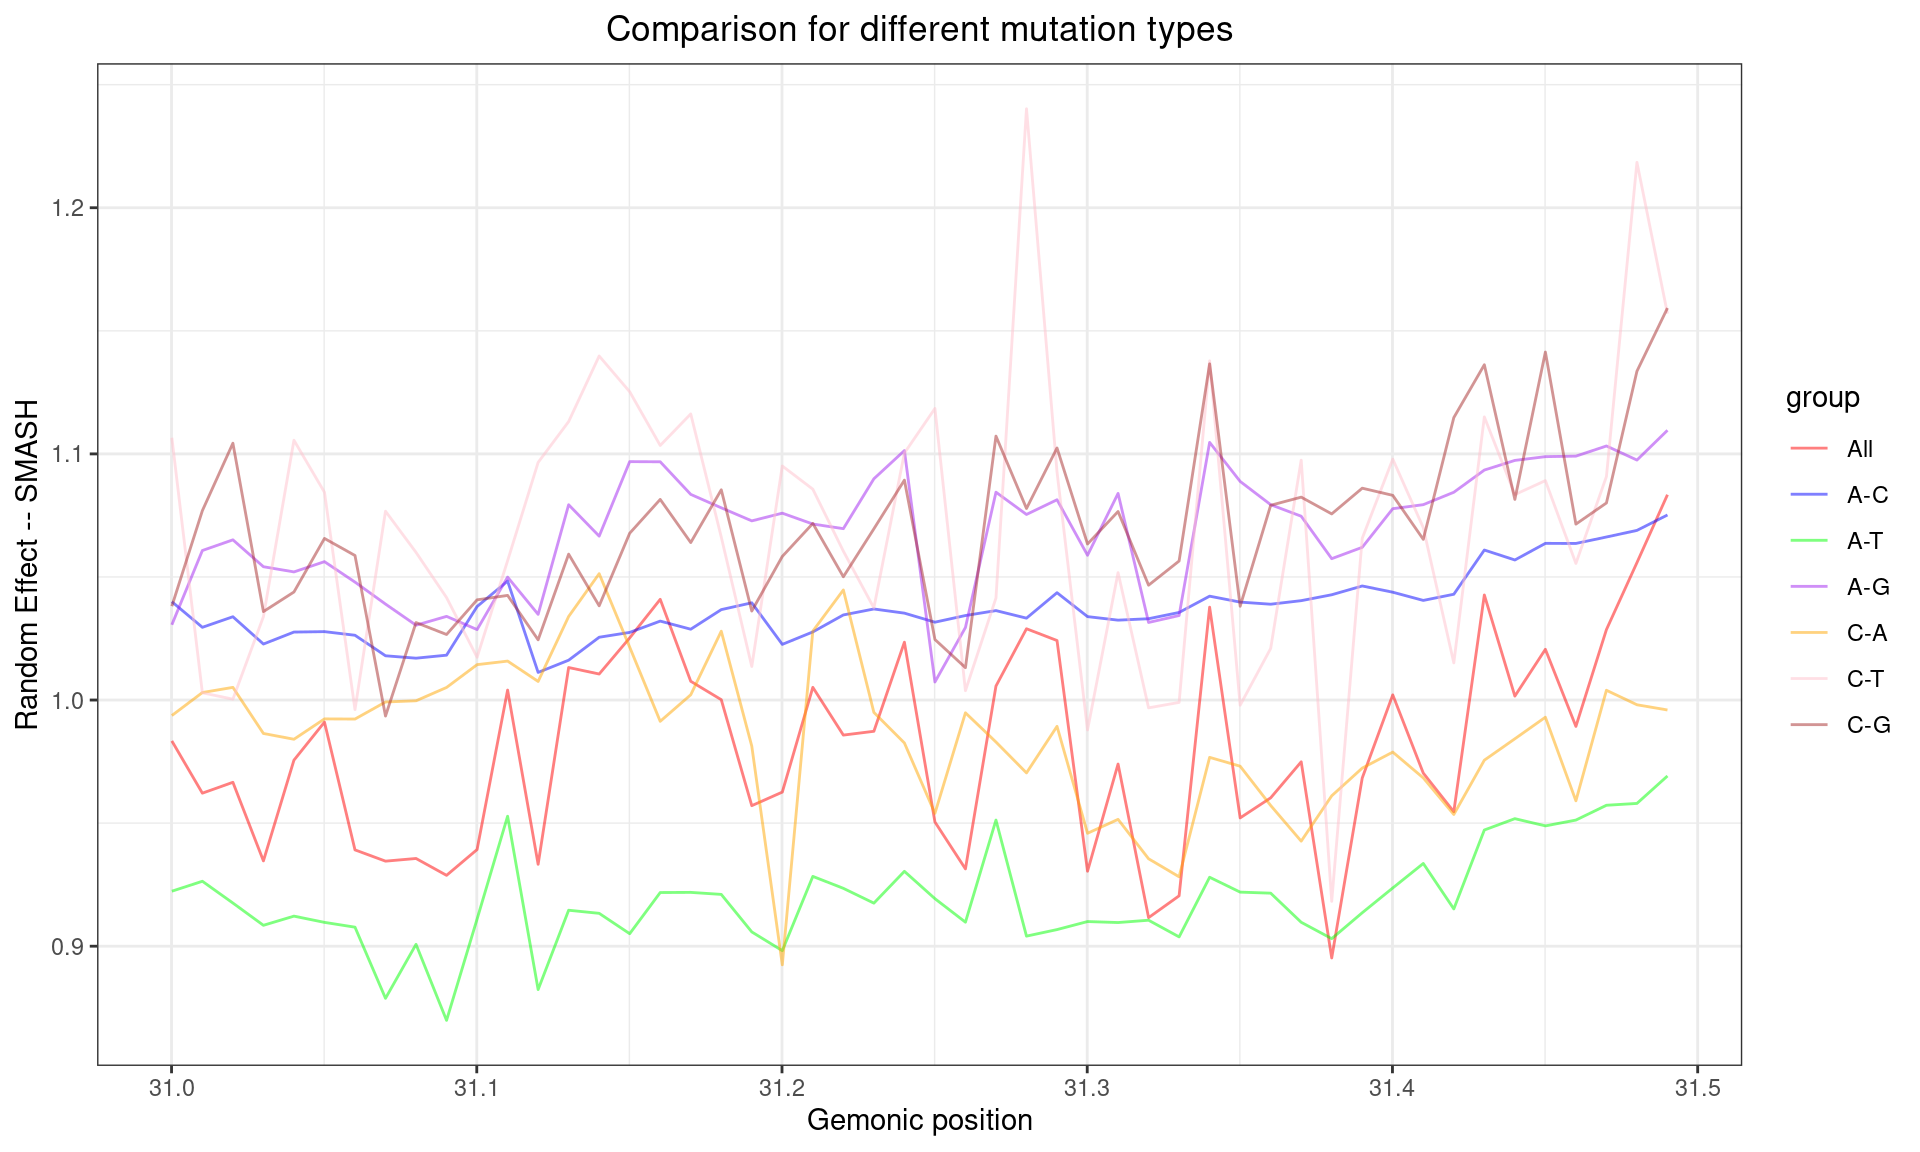 Comparison for different mutation types
Random Effect -- SMASH
1.2
1.1
1.0
0.9
31.0
31.1
31.2
31.3
31.4
31.5
Gemonic position
group
All
A-C
A-T
A-G
C-A
C-T
C-G